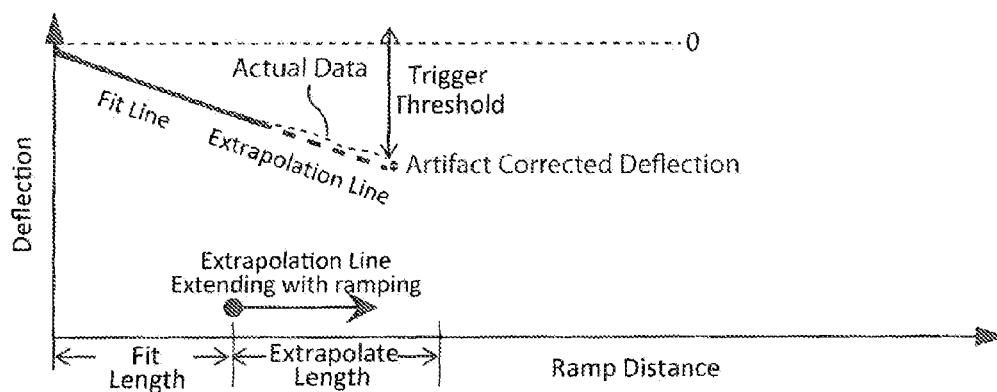 0
Actual Data
Trigger
Threshold
Fit Line
Extrapolation Line
Artifact Corrected Deflection
Deflection
Extrapolation Line
Extending with ramping
Fit
Length
Extrapolate
Length
Ramp Distance